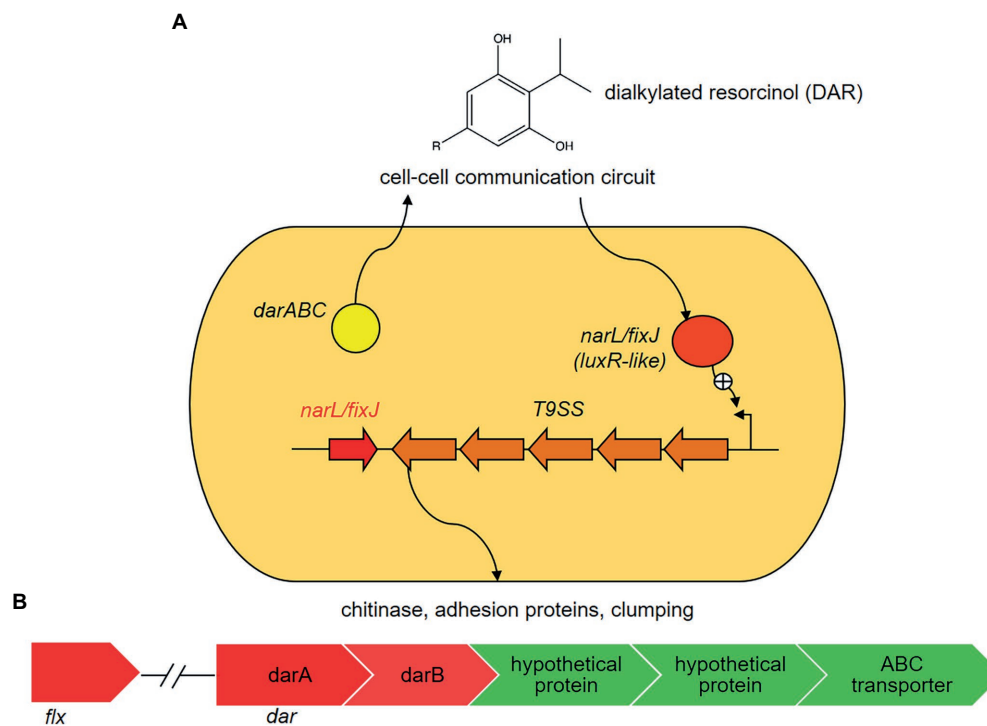 A
OH
dialkylated resorcinol (DAR)
R
OH
cell-cell communication circuit
darABC
narL/fixJ
(luxR-like)
narL/fixJ
T9SS
chitinase, adhesion proteins, clumping
B
darA
darB
hypothetical
protein
hypothetical
protein
ABC
transporter
flx
dar